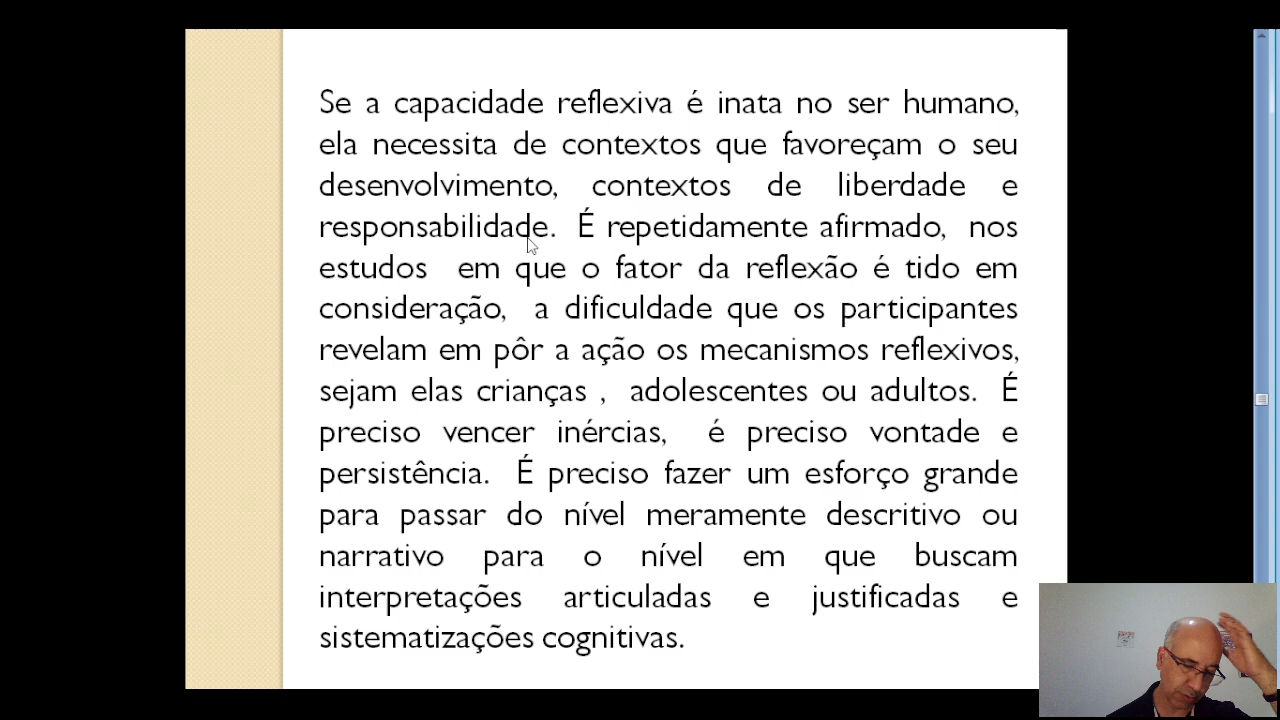 Se a capacidade reflexiva é inata no ser humano,
ela necessita de contextos que favoreçam o seu
desenvolvimento, contextos de liberdade e
responsabilidade. É repetidamente afirmado, nos
estudos em que o fator da reflexão é tido em
consideração, a dificuldade que os participantes
revelam em pôr a ação os mecanismos reflexivos,
sejam elas crianças , adolescentes ou adultos. É
preciso vencer inércias, é preciso vontade e
persistência. É preciso fazer um esforço grande
para passar do nível meramente descritivo ou
narrativo para o nível em que buscam
interpretações articuladas e justificadas e
sistematizações cognitivas.